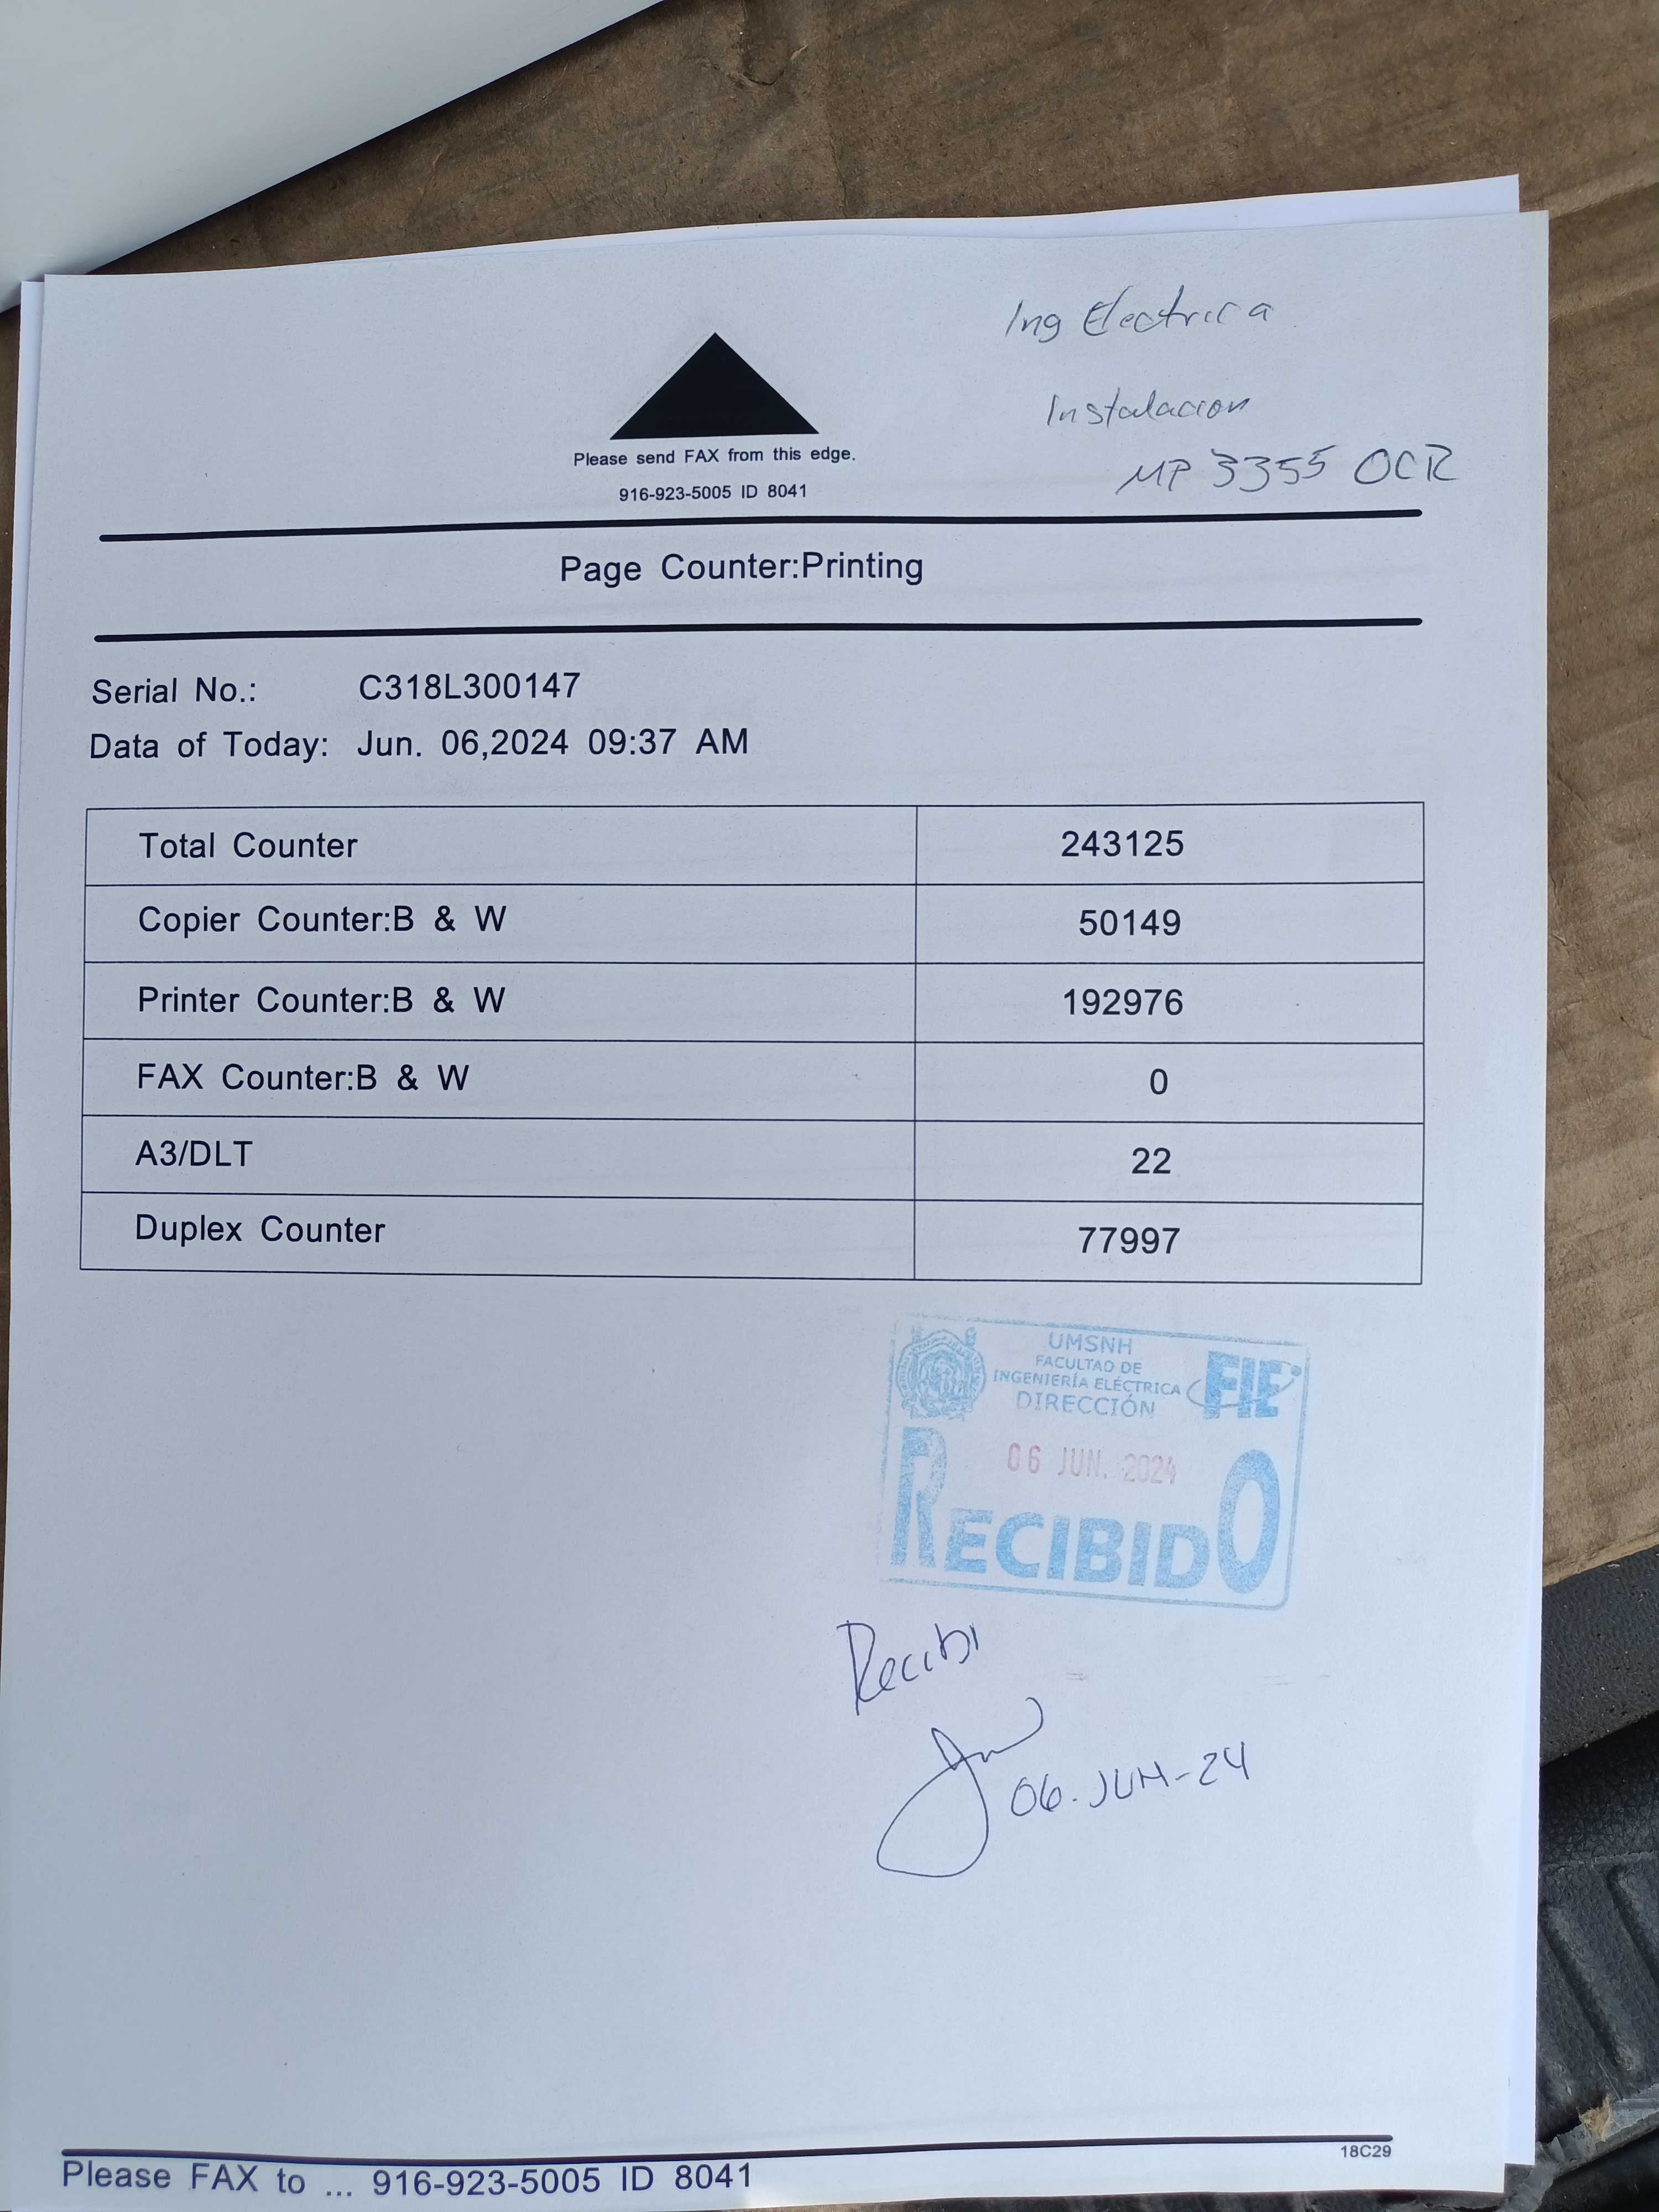 Ing Electrica
Instalacion
MP 3355 OCR
Please send FAX from this edge.
916-923-5005 ID 8041
Page Counter:Printing
Serial No.: C318L300147
Data of Today: Jun. 06,2024 09:37 AM
Total Counter 243125
Copier Counter:B & W 50149
Printer Counter:B & W 192976
FAX Counter:B & W 0
A3/DLT 22
Duplex Counter 77997
UMSNH
FACULTAD DE
INGENIERÍA ELÉCTRICA
DIRECCIÓN
FIE
06 JUN. 2024
RECIBIDO
Recibi
06.JUN-24
18C29
Please FAX to ... 916-923-5005 ID 8041